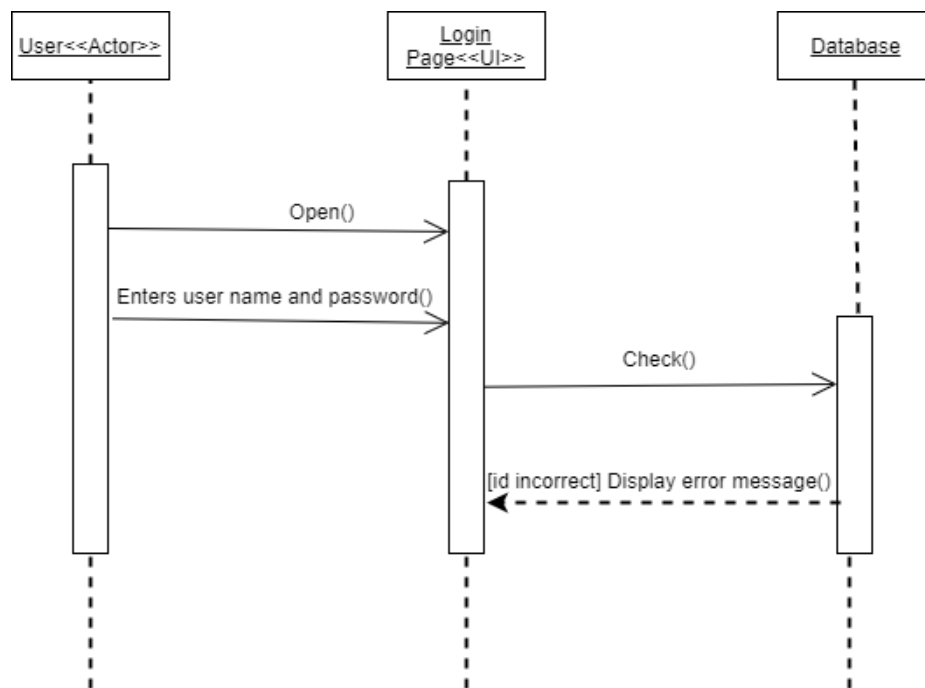 User<<Actor>>
Login
Page<<UI>>
Database
Open()
Enters user name and password()
Check()
[id incorrect] Display error message()